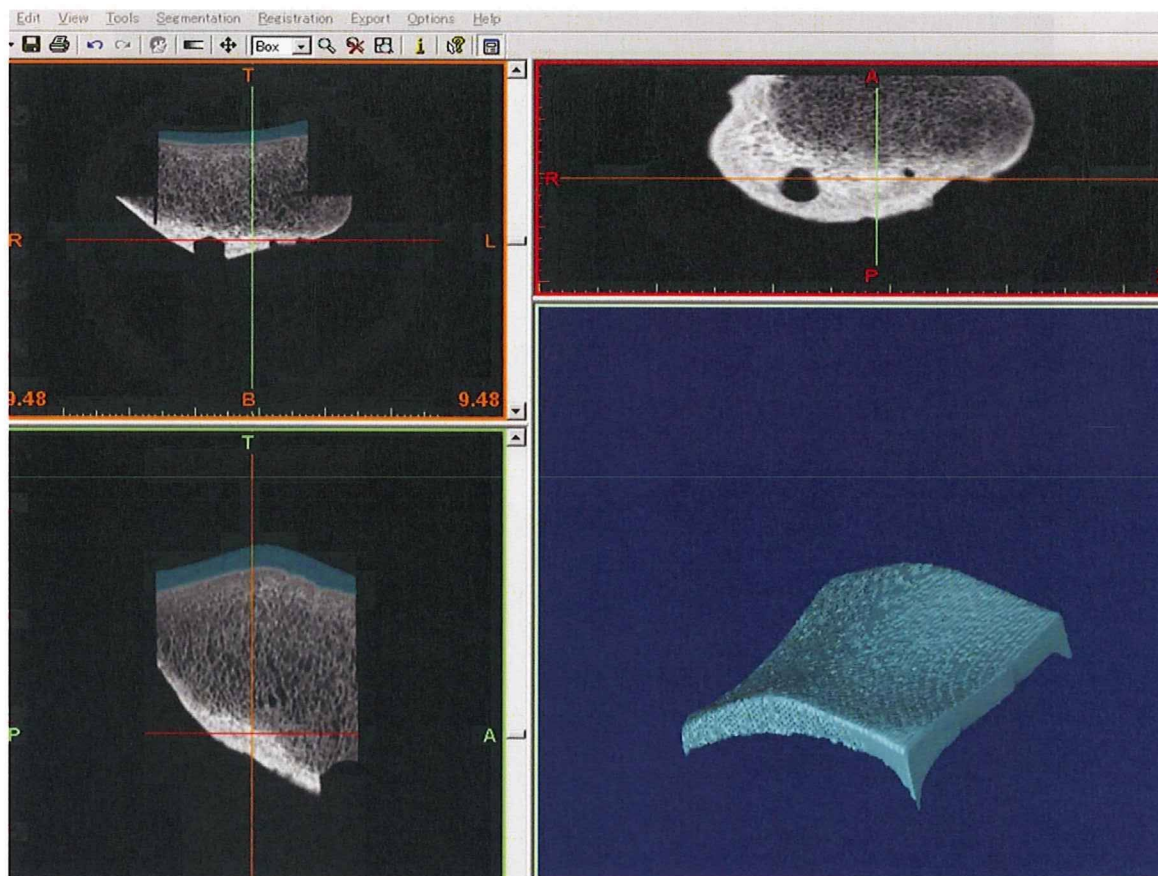 Edit View Tools Segmentation Registration Export Options Help
Box
T
R L
9.48 B 9.48
A
R
P
T
P A